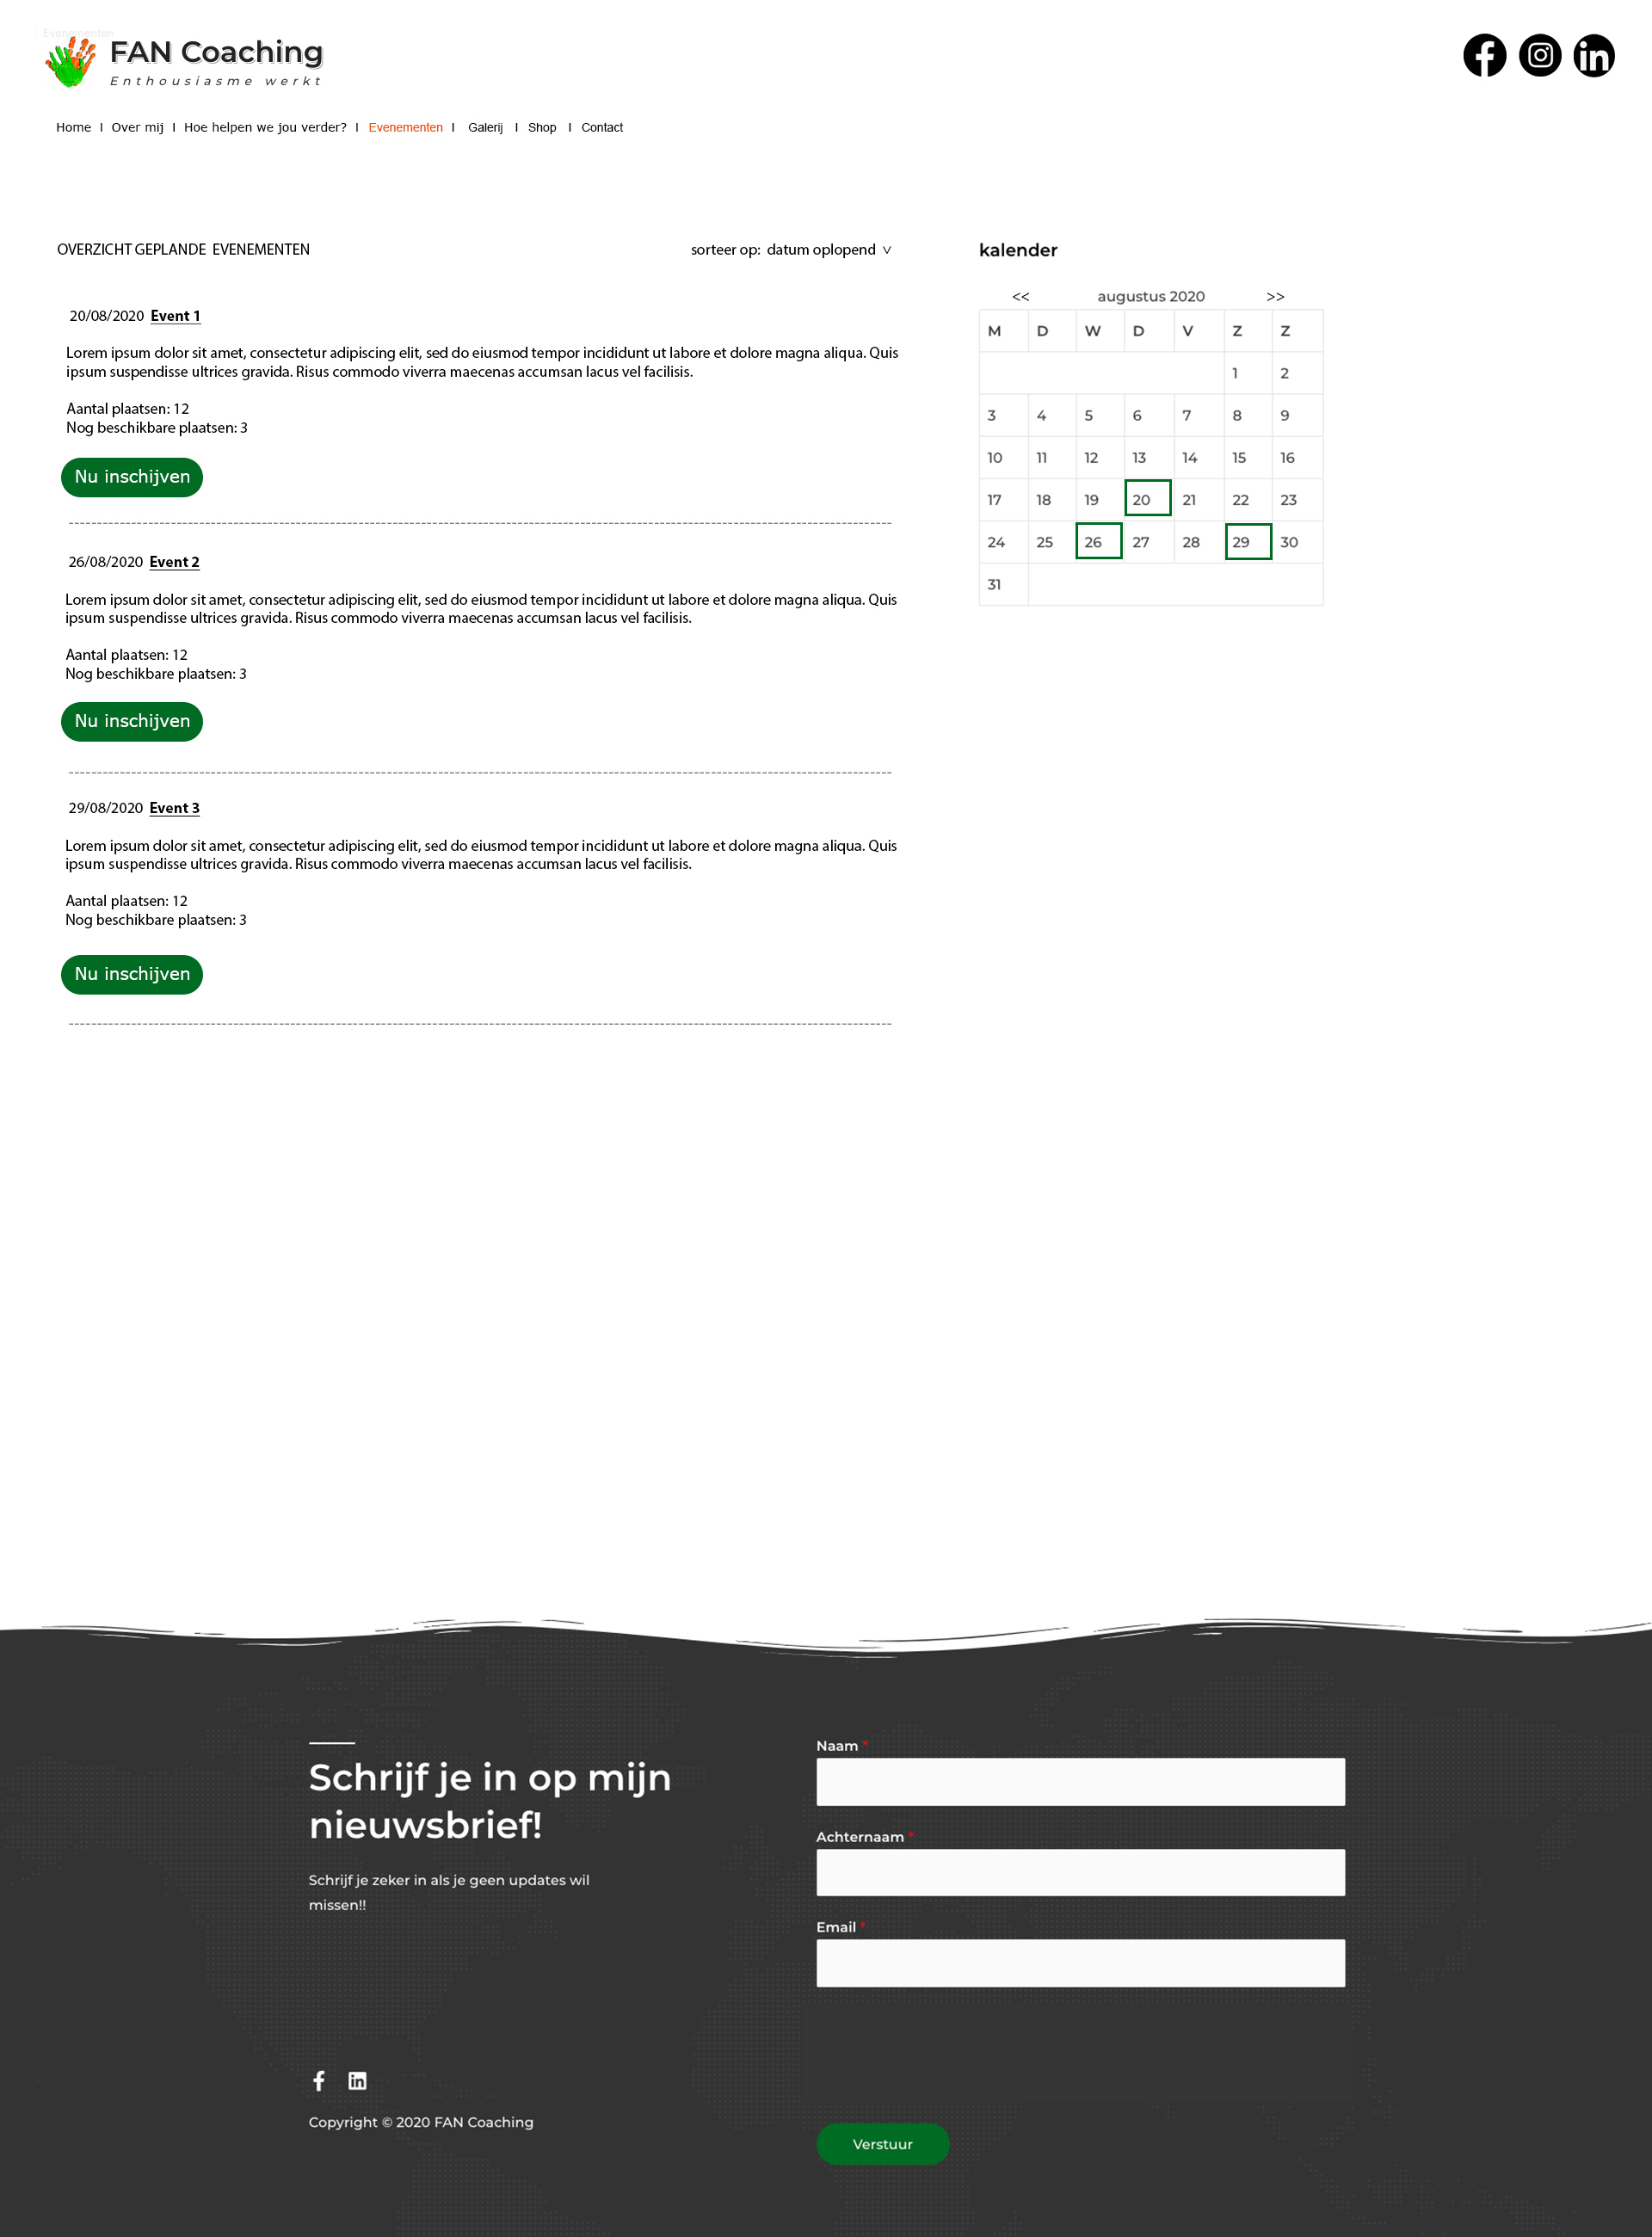 Evenementen
FAN Coaching
Enthousiasme werkt
Home I Over mij I Hoe helpen we jou verder? I Evenementen I Galerij I Shop I Contact
OVERZICHT GEPLANDE EVENEMENTEN
sorteer op: datum oplopend v
20/08/2020 Event 1
Lorem ipsum dolor sit amet, consectetur adipiscing elit, sed do eiusmod tempor incididunt ut labore et dolore magna aliqua. Quis
ipsum suspendisse ultrices gravida. Risus commodo viverra maecenas accumsan lacus vel facilisis.
Aantal plaatsen: 12
Nog beschikbare plaatsen: 3
Nu inschijven
26/08/2020 Event 2
Lorem ipsum dolor sit amet, consectetur adipiscing elit, sed do eiusmod tempor incididunt ut labore et dolore magna aliqua. Quis
ipsum suspendisse ultrices gravida. Risus commodo viverra maecenas accumsan lacus vel facilisis.
Aantal plaatsen: 12
Nog beschikbare plaatsen: 3
Nu inschijven
29/08/2020 Event 3
Lorem ipsum dolor sit amet, consectetur adipiscing elit, sed do eiusmod tempor incididunt ut labore et dolore magna aliqua. Quis
ipsum suspendisse ultrices gravida. Risus commodo viverra maecenas accumsan lacus vel facilisis.
Aantal plaatsen: 12
Nog beschikbare plaatsen: 3
Nu inschijven
kalender
<< augustus 2020 >>
M D W D V Z Z
1 2
3 4 5 6 7 8 9
10 11 12 13 14 15 16
17 18 19 20 21 22 23
24 25 26 27 28 29 30
31
Schrijf je in op mijn
nieuwsbrief!
Schrijf je zeker in als je geen updates wil
missen!!
Copyright © 2020 FAN Coaching
Naam *
Achternaam *
Email *
Verstuur